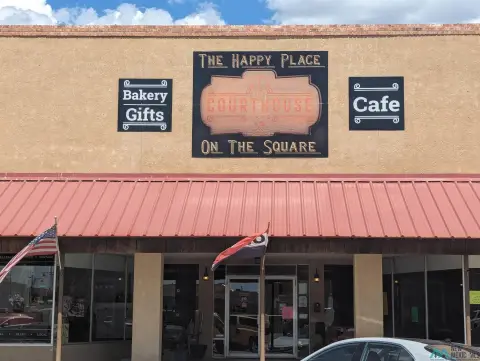 The Happy Place
Bakery
Gifts
COURTHOUSE
Cafe
On The Square